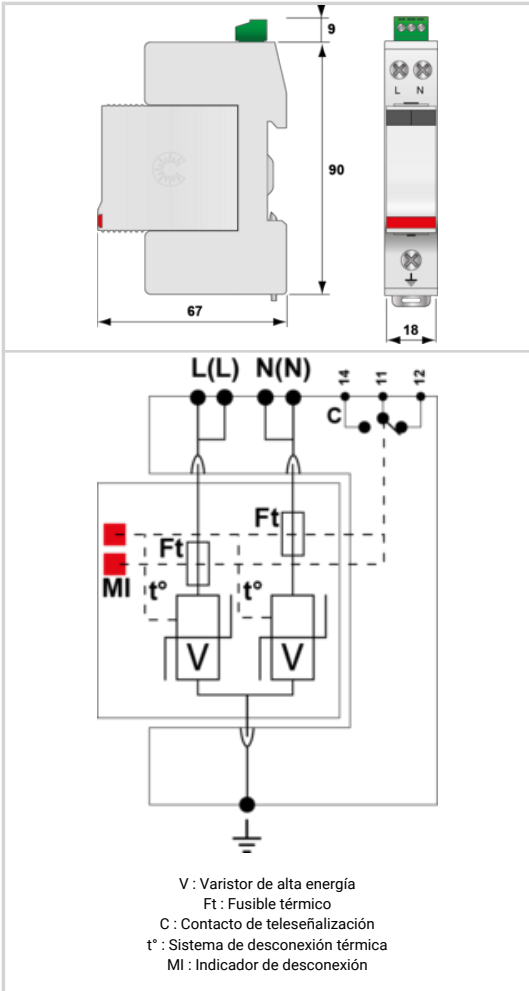 9
L N
90
67
18
L(L) N(N)
14 11 12
C
Ft
Ft
MI t° t°
V V
V : Varistor de alta energía
Ft : Fusible térmico
C : Contacto de teleseñalización
t° : Sistema de desconexión térmica
MI : Indicador de desconexión